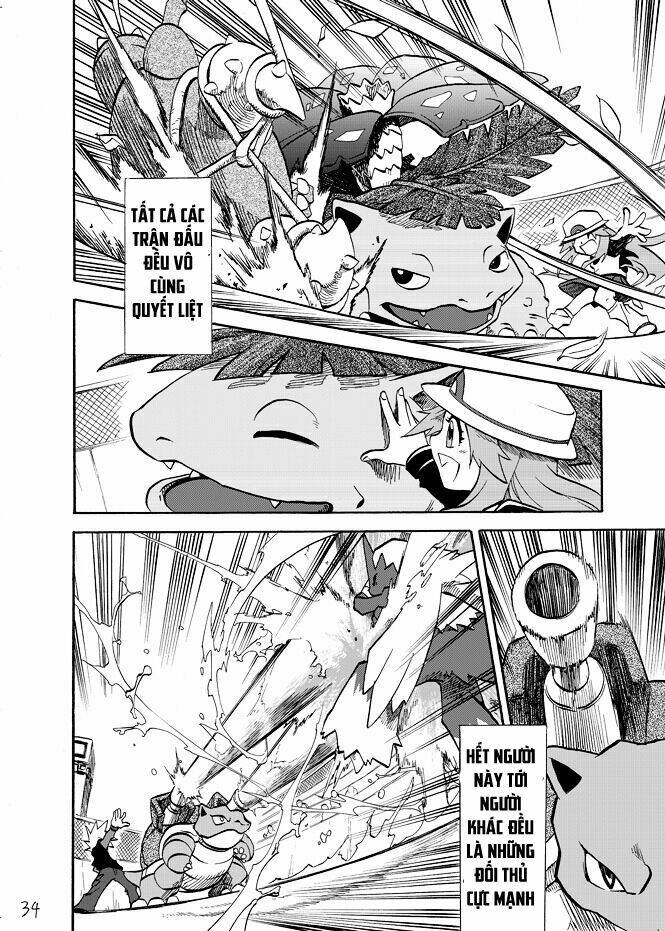 TẤT CẢ CÁC
TRẬN ĐẤU
ĐỀU VÔ
CÙNG
QUYẾT LIỆT
HẾT NGƯỜI
NÀY TỚI
NGƯỜI
KHÁC ĐỀU
LÀ NHỮNG
ĐỐI THỦ
CỰC MẠNH
34